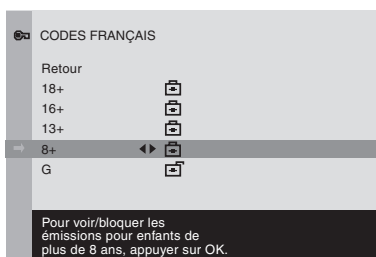 CODES FRANÇAIS
Retour
18+
16+
13+
8+
G
Pour voir/bloquer les
émissions pour enfants de
plus de 8 ans, appuyer sur OK.